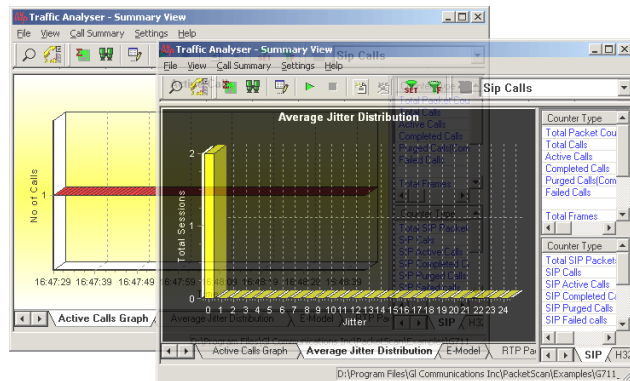 Traffic Analyser - Summary View
File View Call Summary Settings Help
No of Calls
1
16:47:29 16:47:39 16:47:49 16:47:59
Active Calls Graph
Traffic Analyser - Summary View
File View Call Summary Settings Help
SET
Sip Calls
Average Jitter Distribution
Total Sessions
2
1
0
0 1 2 3 4 5 6 7 8 9 10 11 12 13 14 15 16 17 18 19 20 21 22 23 24
Jitter
Counter Type
Total Packet Cou
Total Calls
Active Calls
Completed Calls
Purged Calls(Com
Failed Calls
Total Frames
Counter Type
Total SIP Packets
SIP Calls
SIP Active Calls
SIP Completed Ca
SIP Purged Calls
SIP Failed calls
Active Calls Graph Average Jitter Distribution E-Model RTP Pa
SIP H32
D:\Program Files\Gl Communications Inc\PacketScan\Examples\G711_